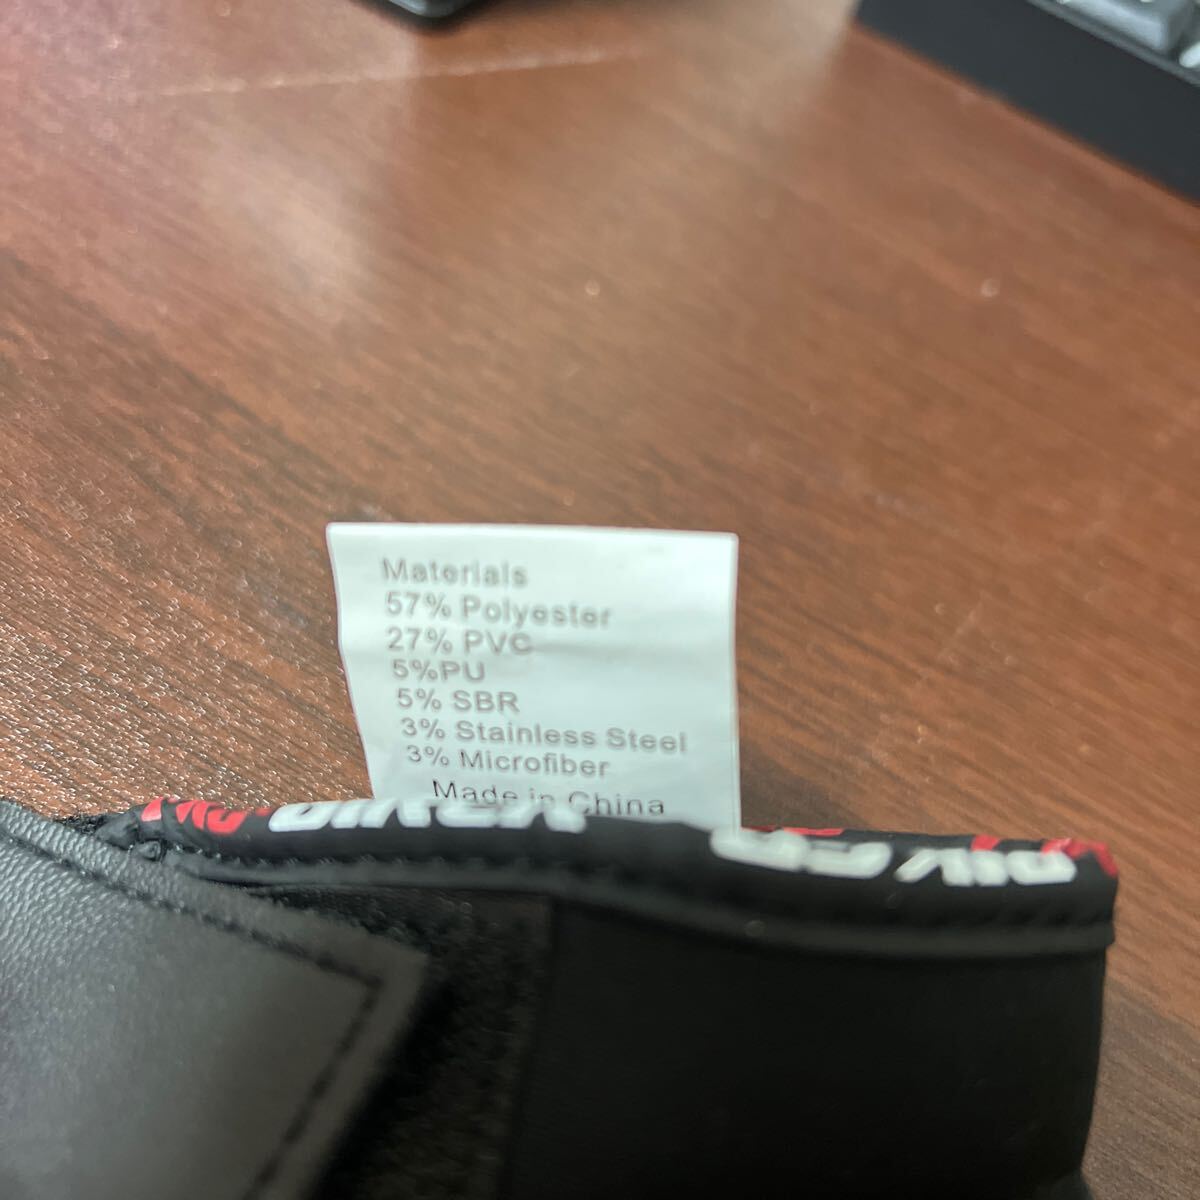 Materials
57% Polyester
27% PVC
5%PU
5% SBR
3% Stainless Steel
3% Microfiber
Made in China